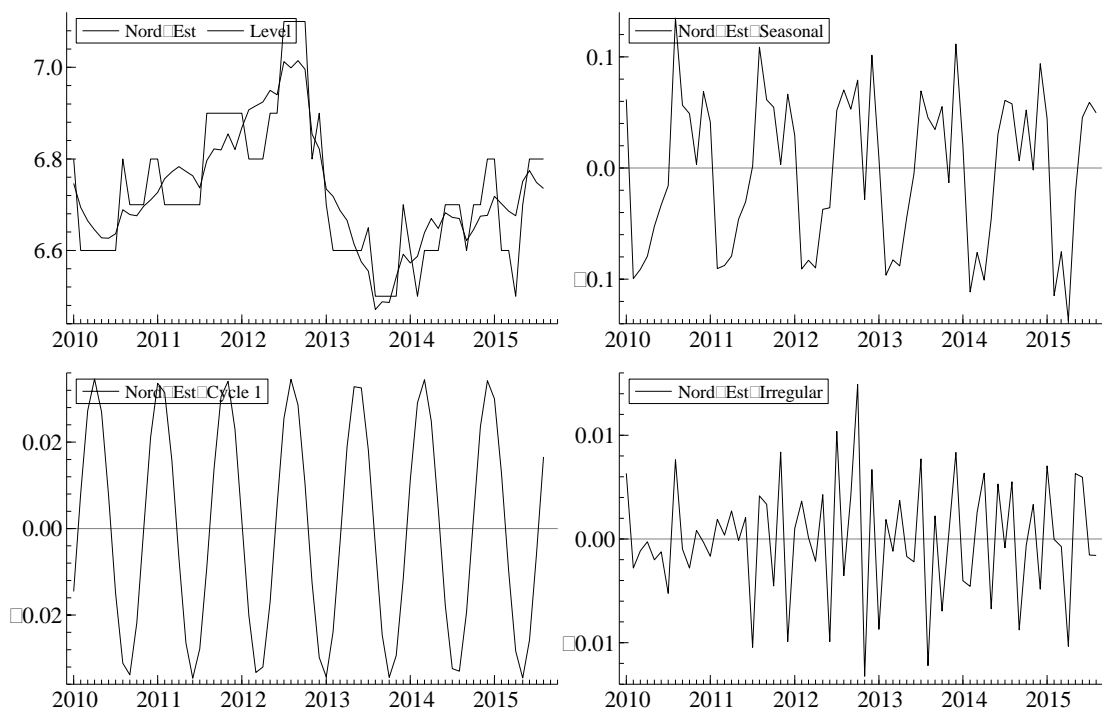 Nord□Est Level
7.0
6.8
6.6
2010 2011 2012 2013 2014 2015
Nord□Est□Seasonal
0.1
0.0
□0.1
2010 2011 2012 2013 2014 2015
Nord□Est□Cycle 1
0.02
0.00
□0.02
2010 2011 2012 2013 2014 2015
Nord□Est□Irregular
0.01
0.00
□0.01
2010 2011 2012 2013 2014 2015